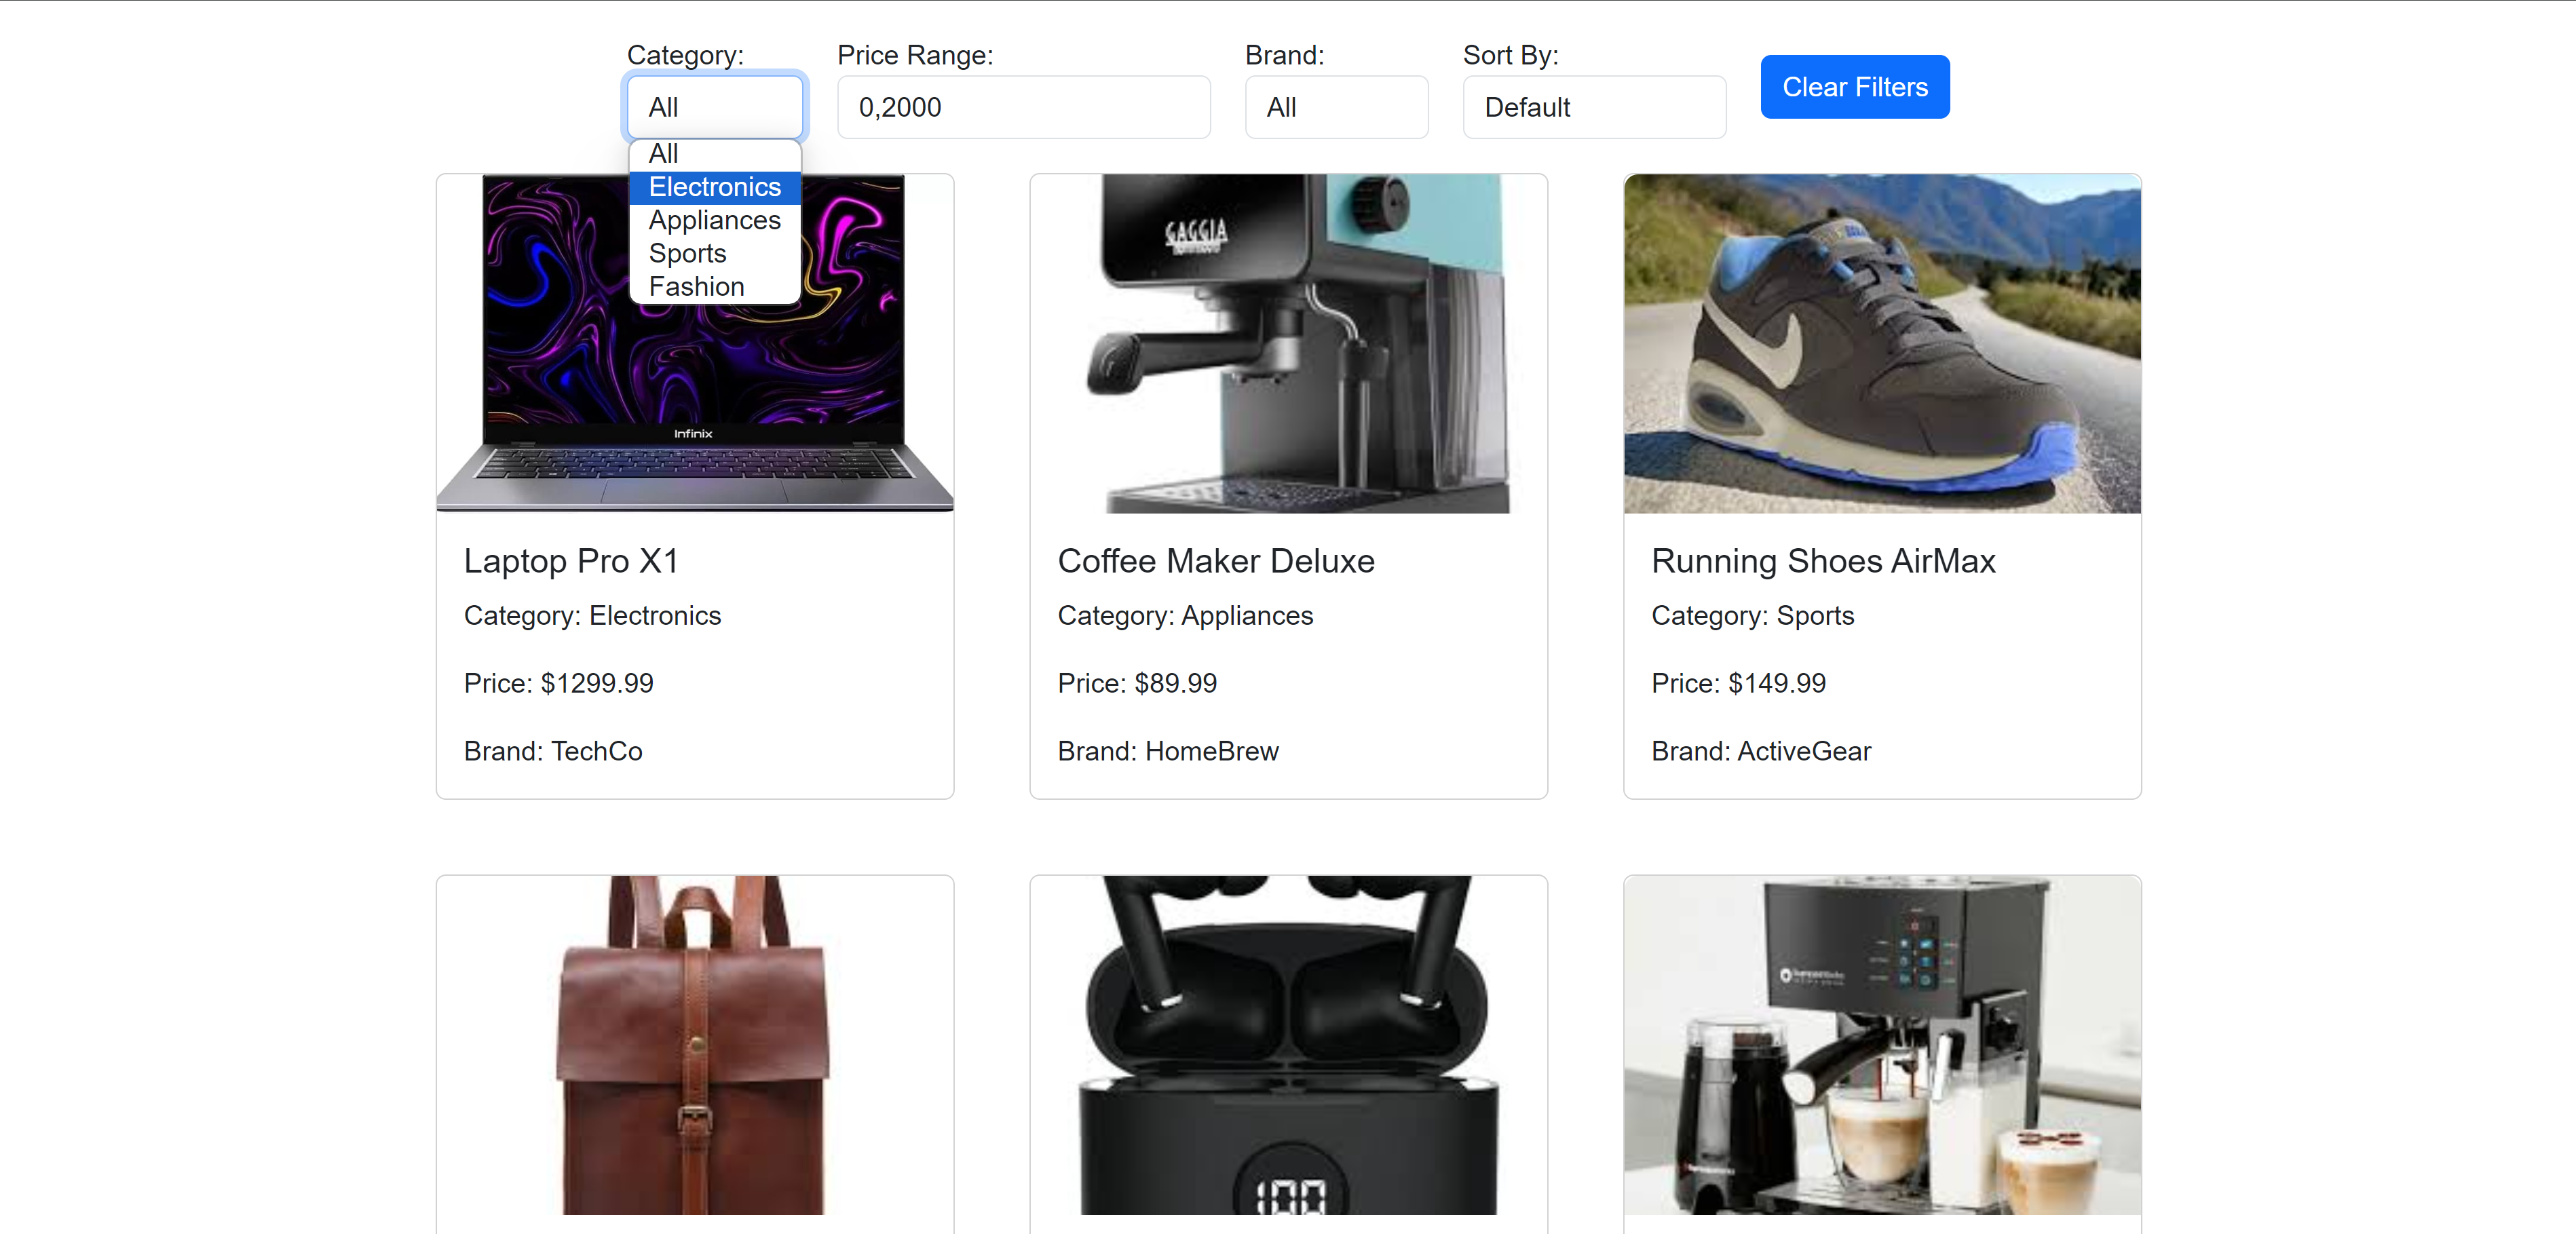 Category:
Price Range:
Brand:
Sort By:
All
0,2000
All
Default
Clear Filters
All
Electronics
Appliances
Sports
Fashion
GAGGIA
Infinix
Laptop Pro X1
Category: Electronics
Price: $1299.99
Brand: TechCo
Coffee Maker Deluxe
Category: Appliances
Price: $89.99
Brand: HomeBrew
Running Shoes AirMax
Category: Sports
Price: $149.99
Brand: ActiveGear
100